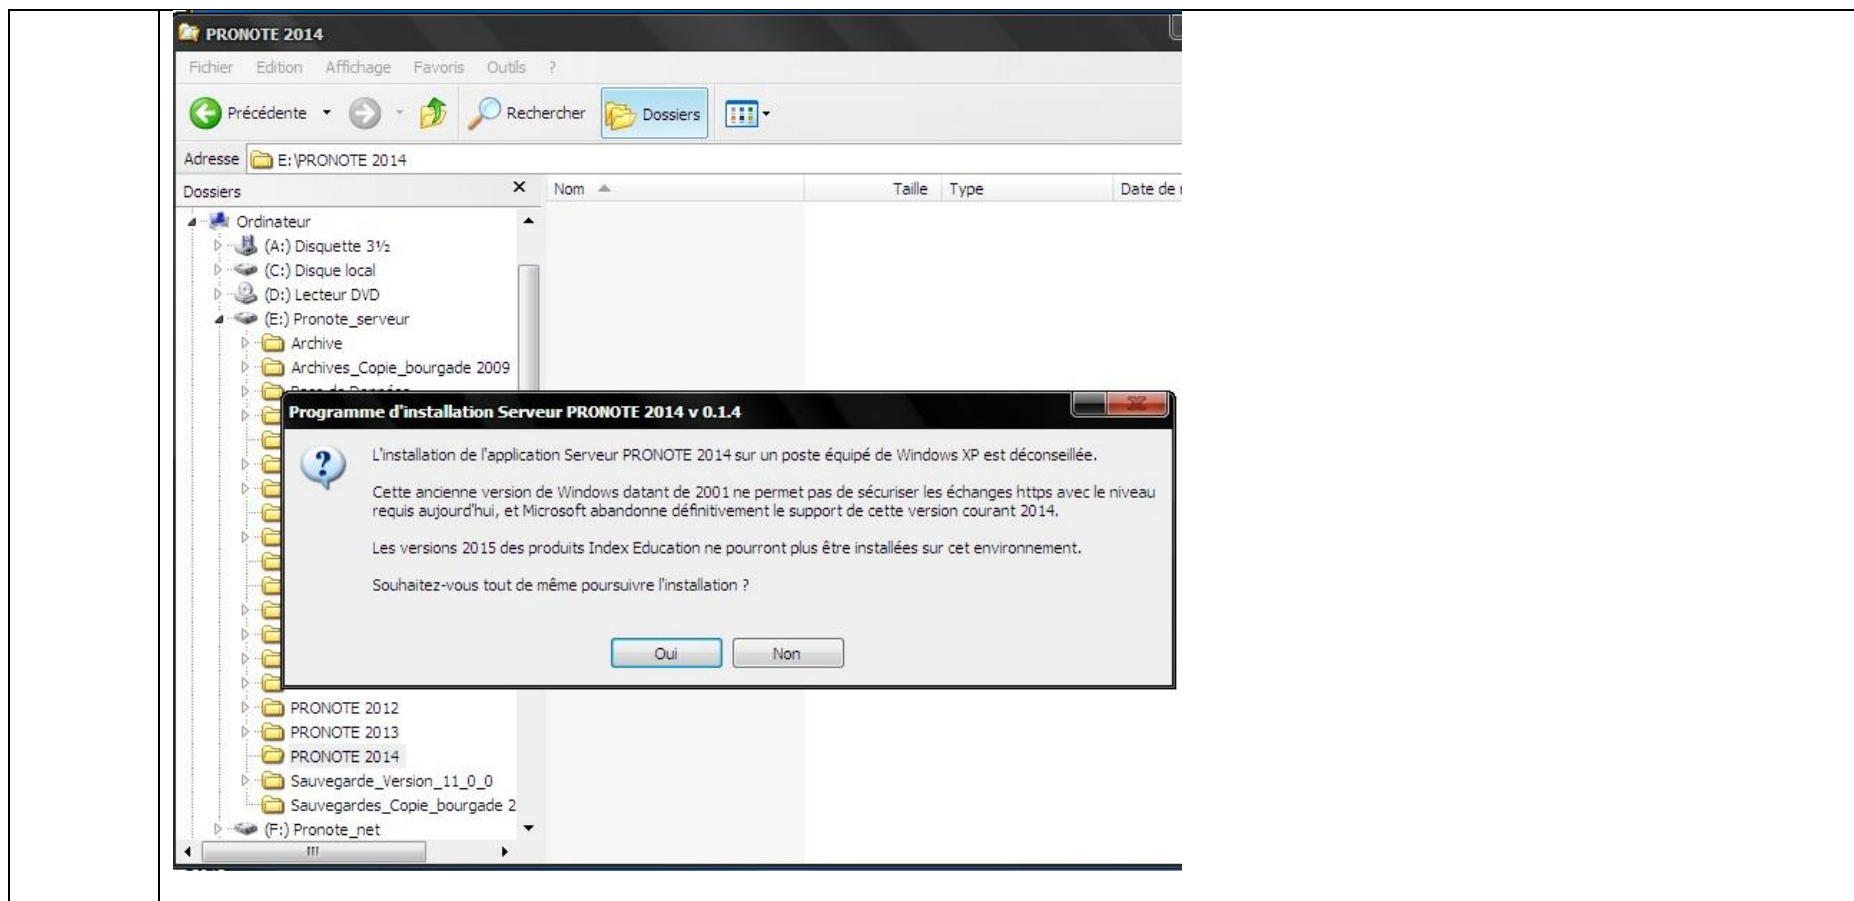 PRONOTE 2014
Fichier Edition Affichage Favoris Outils ?
Précédente Rechercher Dossiers
Adresse E:\PRONOTE 2014
Dossiers
Nom Taille Type Date de
Ordinateur
(A:) Disquette 3½
(C:) Disque local
(D:) Lecteur DVD
(E:) Pronote_serveur
Archive
Archives_Copie_bourgade 2009
Base de Données
Programme d'installation Serveur PRONOTE 2014 v 0.1.4
L'installation de l'application Serveur PRONOTE 2014 sur un poste équipé de Windows XP est déconseillée.
Cette ancienne version de Windows datant de 2001 ne permet pas de sécuriser les échanges https avec le niveau
requis aujourd'hui, et Microsoft abandonne définitivement le support de cette version courant 2014.
Les versions 2015 des produits Index Education ne pourront plus être installées sur cet environnement.
Souhaitez-vous tout de même poursuivre l'installation ?
Oui Non
PRONOTE 2012
PRONOTE 2013
PRONOTE 2014
Sauvegarde_Version_11_0_0
Sauvegardes_Copie_bourgade 2
(F:) Pronote_net